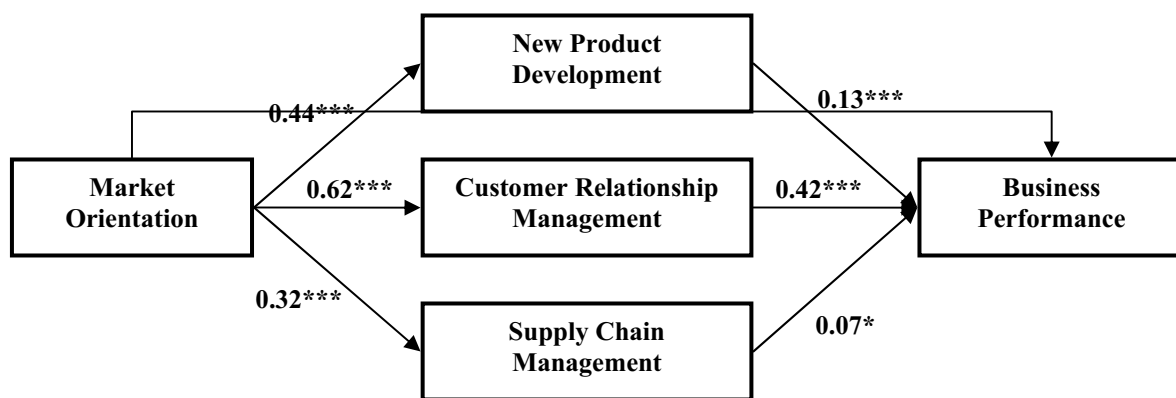 New Product
Development
0.44***
0.13***
Market
Orientation
0.62***
Customer Relationship
Management
0.42***
Business
Performance
0.32***
Supply Chain
Management
0.07*